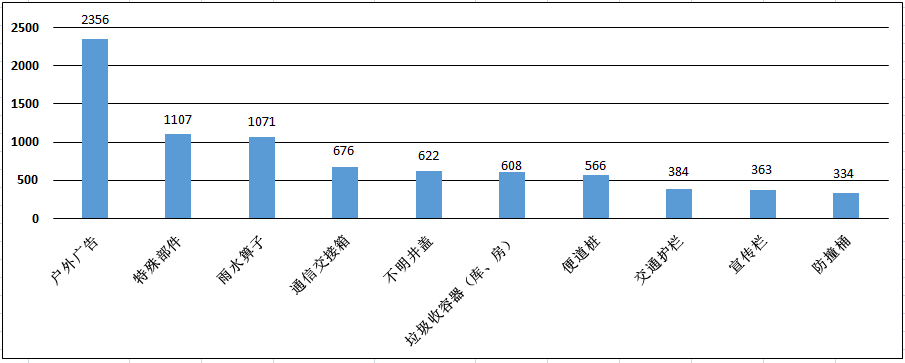 2500
2000
1500
1000
500
0
2356
1107
1071
676
622
608
566
384
363
334
户外广告
特殊部件
雨水箅子
通信交接箱
不明井盖
垃圾收容器（库、房）
便道桩
交通护栏
宣传栏
防撞桶